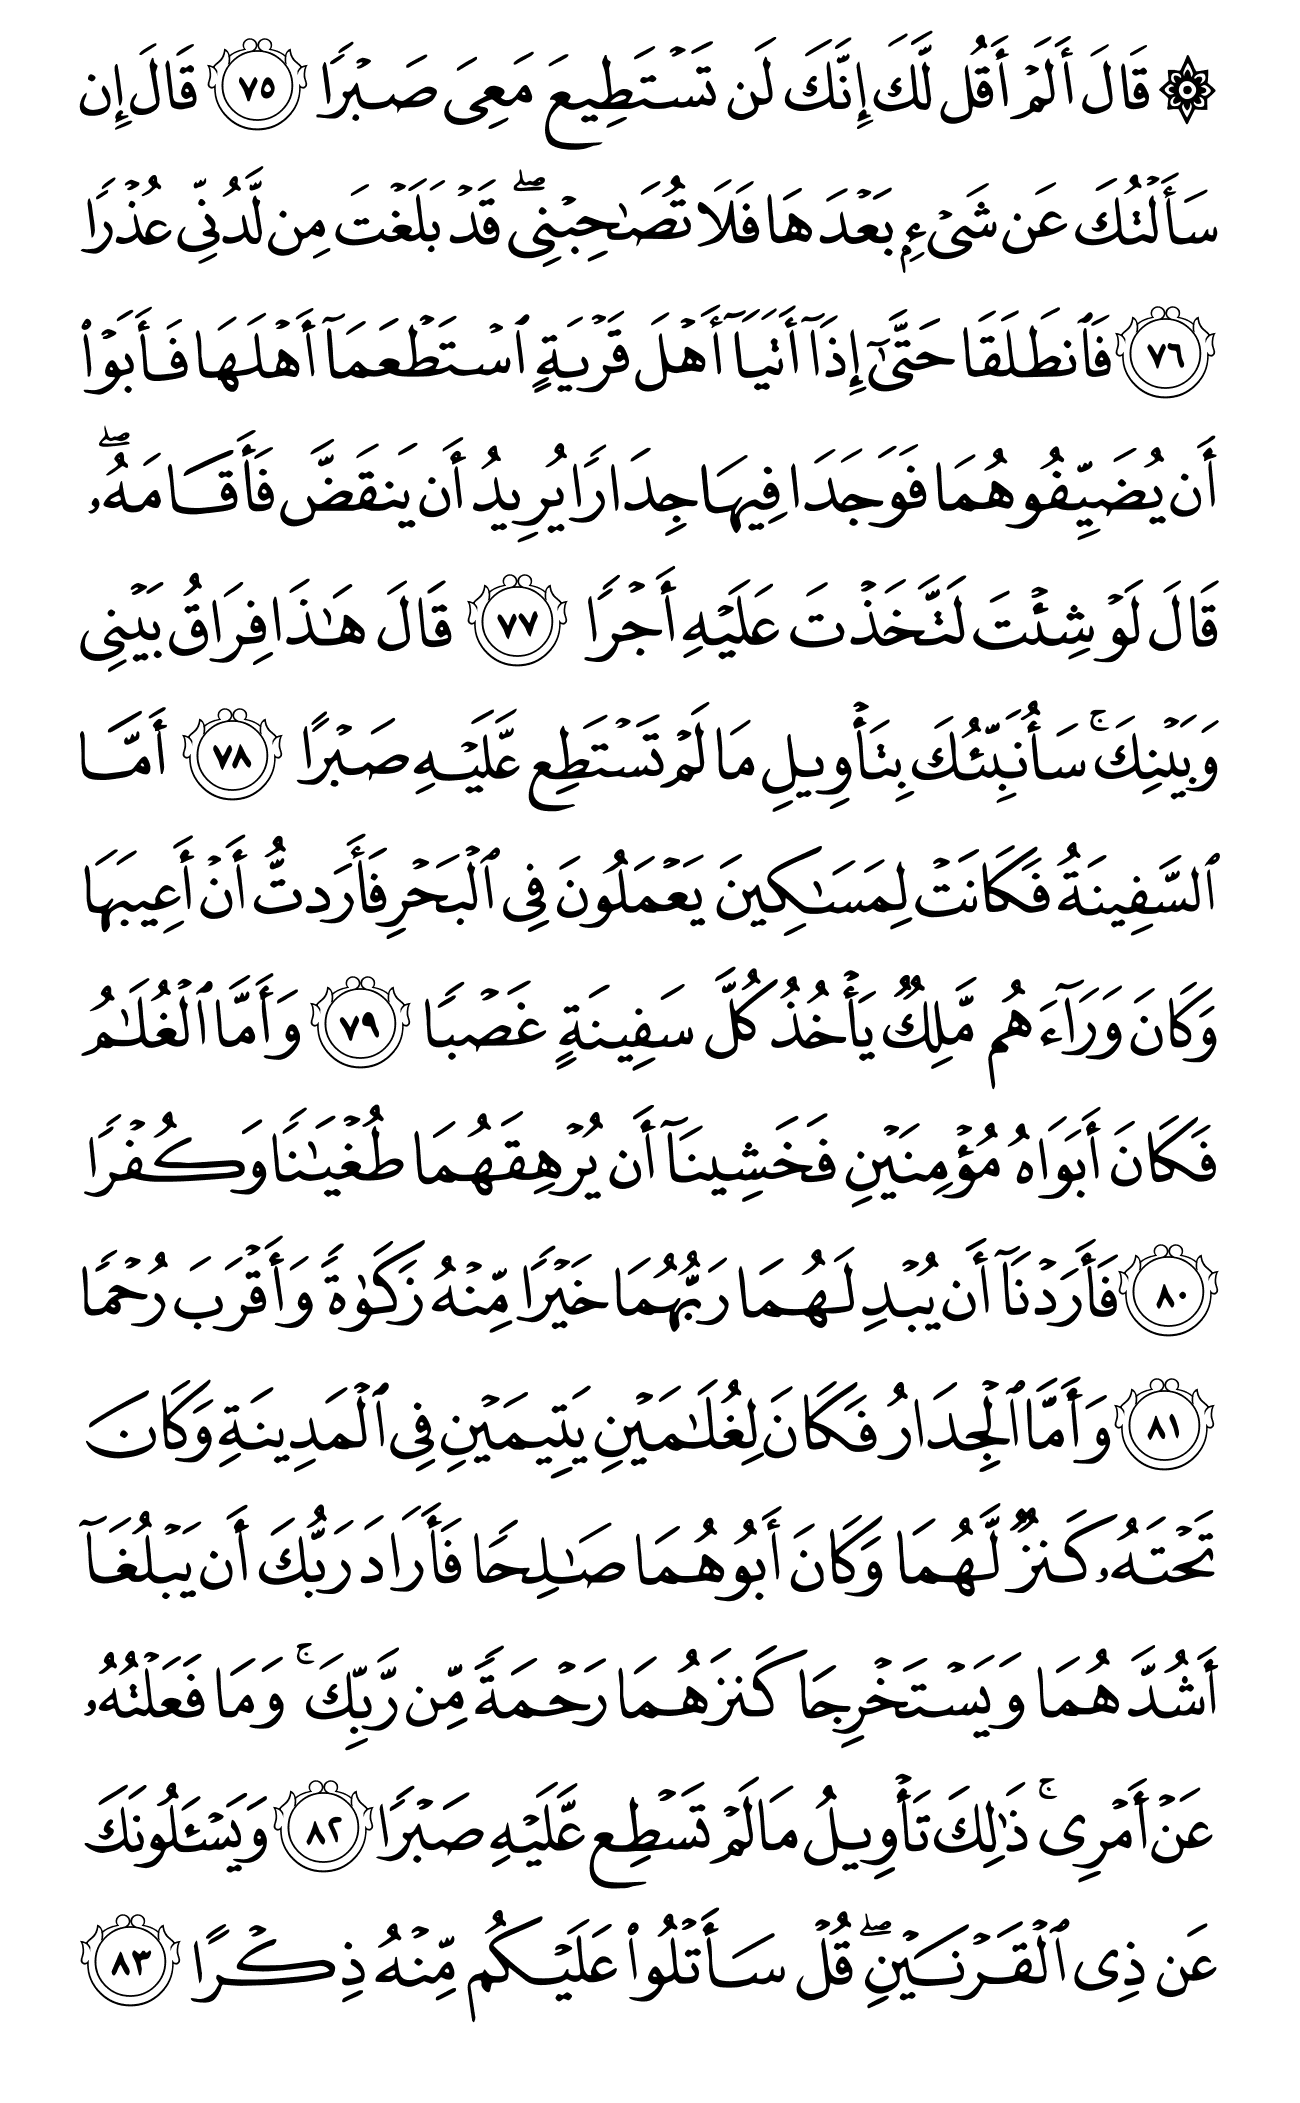 ۞ قَالَ أَلَمۡ أَقُل لَّكَ إِنَّكَ لَن تَسۡتَطِيعَ مَعِيَ صَبۡرٗا ٧٥ قَالَ إِن
سَأَلۡتُكَ عَن شَيۡءِۭ بَعۡدَهَا فَلَا تُصَٰحِبۡنِيۖ قَدۡ بَلَغۡتَ مِن لَّدُنِّي عُذۡرٗا
٧٦ فَٱنطَلَقَا حَتَّىٰٓ إِذَآ أَتَيَآ أَهۡلَ قَرۡيَةٍ ٱسۡتَطۡعَمَآ أَهۡلَهَا فَأَبَوۡاْ
أَن يُضَيِّفُوهُمَا فَوَجَدَا فِيهَا جِدَارٗا يُرِيدُ أَن يَنقَضَّ فَأَقَامَهُۥۖ
قَالَ لَوۡ شِئۡتَ لَتَّخَذۡتَ عَلَيۡهِ أَجۡرٗا ٧٧ قَالَ هَٰذَا فِرَاقُ بَيۡنِي
وَبَيۡنِكَۚ سَأُنَبِّئُكَ بِتَأۡوِيلِ مَا لَمۡ تَسۡتَطِع عَّلَيۡهِ صَبۡرًا ٧٨ أَمَّا
ٱلسَّفِينَةُ فَكَانَتۡ لِمَسَٰكِينَ يَعۡمَلُونَ فِي ٱلۡبَحۡرِ فَأَرَدتُّ أَنۡ أَعِيبَهَا
وَكَانَ وَرَآءَهُم مَّلِكٞ يَأۡخُذُ كُلَّ سَفِينَةٍ غَصۡبٗا ٧٩ وَأَمَّا ٱلۡغُلَٰمُ
فَكَانَ أَبَوَاهُ مُؤۡمِنَيۡنِ فَخَشِينَآ أَن يُرۡهِقَهُمَا طُغۡيَٰنٗا وَكُفۡرٗا
٨٠ فَأَرَدۡنَآ أَن يُبۡدِلَهُمَا رَبُّهُمَا خَيۡرٗا مِّنۡهُ زَكَوٰةٗ وَأَقۡرَبَ رُحۡمٗا
٨١ وَأَمَّا ٱلۡجِدَارُ فَكَانَ لِغُلَٰمَيۡنِ يَتِيمَيۡنِ فِي ٱلۡمَدِينَةِ وَكَانَ
تَحۡتَهُۥ كَنزٞ لَّهُمَا وَكَانَ أَبُوهُمَا صَٰلِحٗا فَأَرَادَ رَبُّكَ أَن يَبۡلُغَآ
أَشُدَّهُمَا وَيَسۡتَخۡرِجَا كَنزَهُمَا رَحۡمَةٗ مِّن رَّبِّكَۚ وَمَا فَعَلۡتُهُۥ
عَنۡ أَمۡرِيۚ ذَٰلِكَ تَأۡوِيلُ مَا لَمۡ تَسۡطِع عَّلَيۡهِ صَبۡرٗا ٨٢ وَيَسۡـَٔلُونَكَ
عَن ذِي ٱلۡقَرۡنَيۡنِۖ قُلۡ سَأَتۡلُواْ عَلَيۡكُم مِّنۡهُ ذِكۡرًا ٨٣